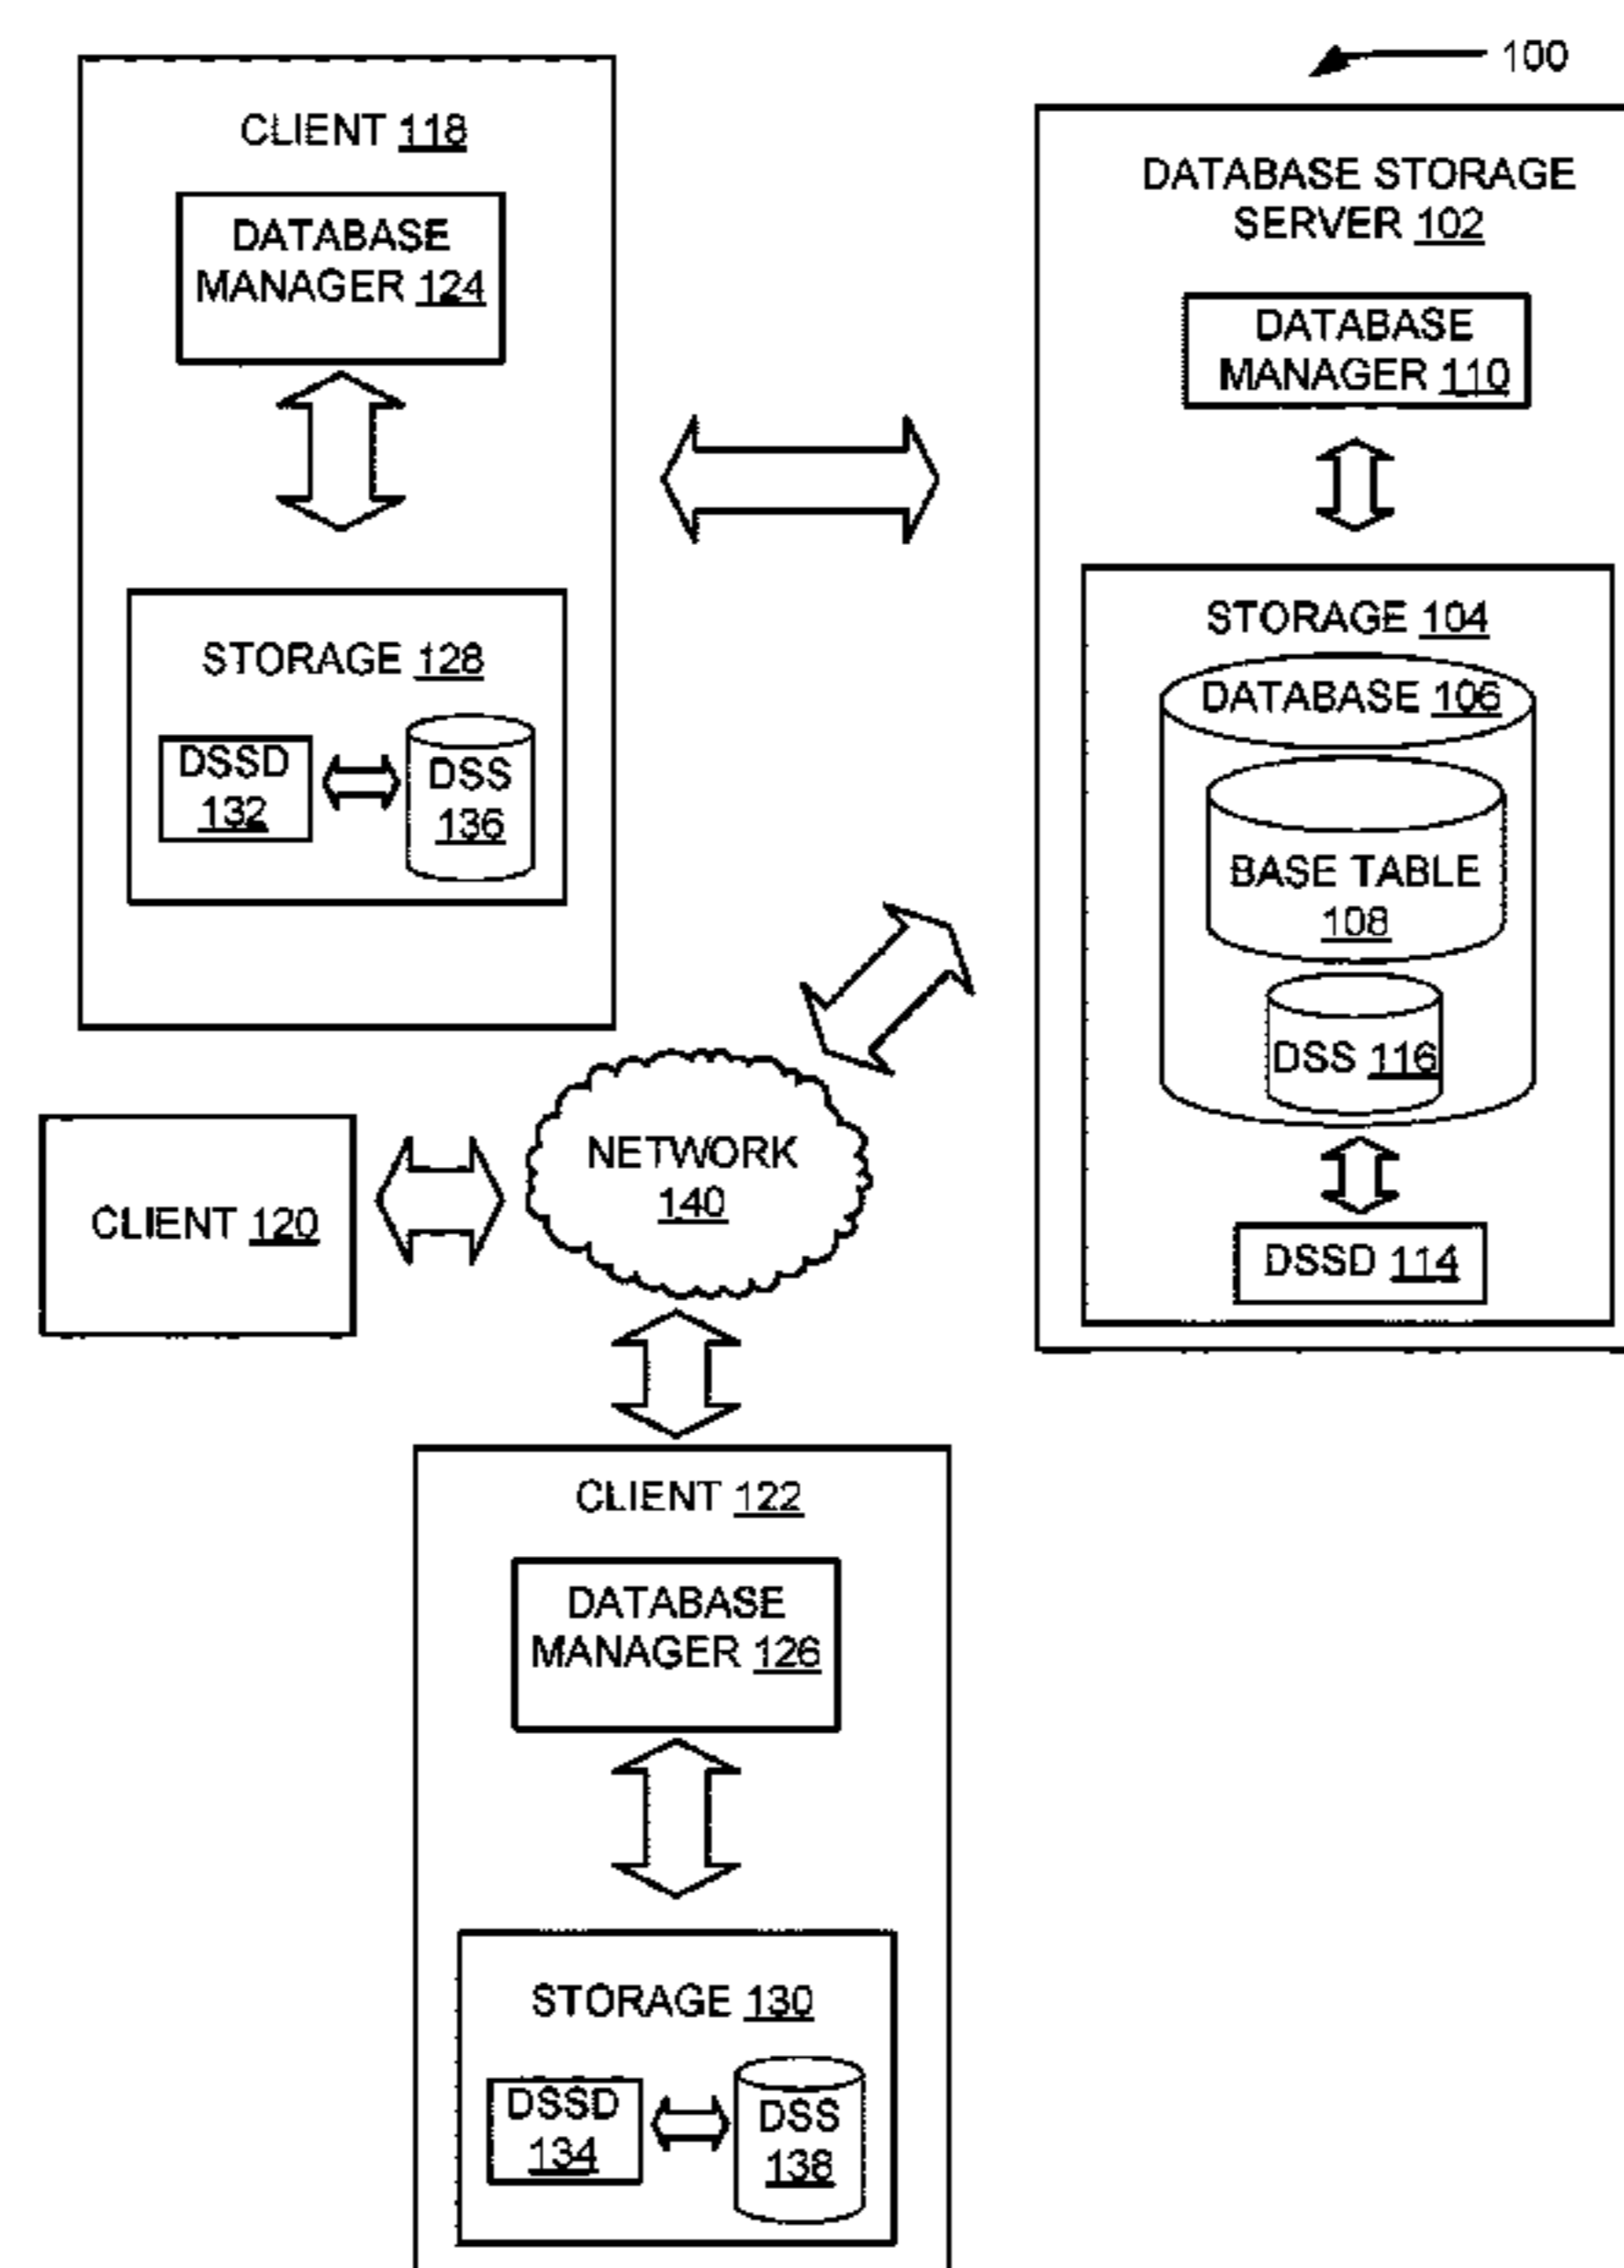 100
CLIENT 118
DATABASE
MANAGER 124
STORAGE 128
DSSD
132
DSS
136
DATABASE STORAGE
SERVER 102
DATABASE
MANAGER 110
STORAGE 104
DATABASE 106
BASE TABLE
108
DSS 116
DSSD 114
NETWORK
140
CLIENT 120
CLIENT 122
DATABASE
MANAGER 126
STORAGE 130
DSSD
134
DSS
138